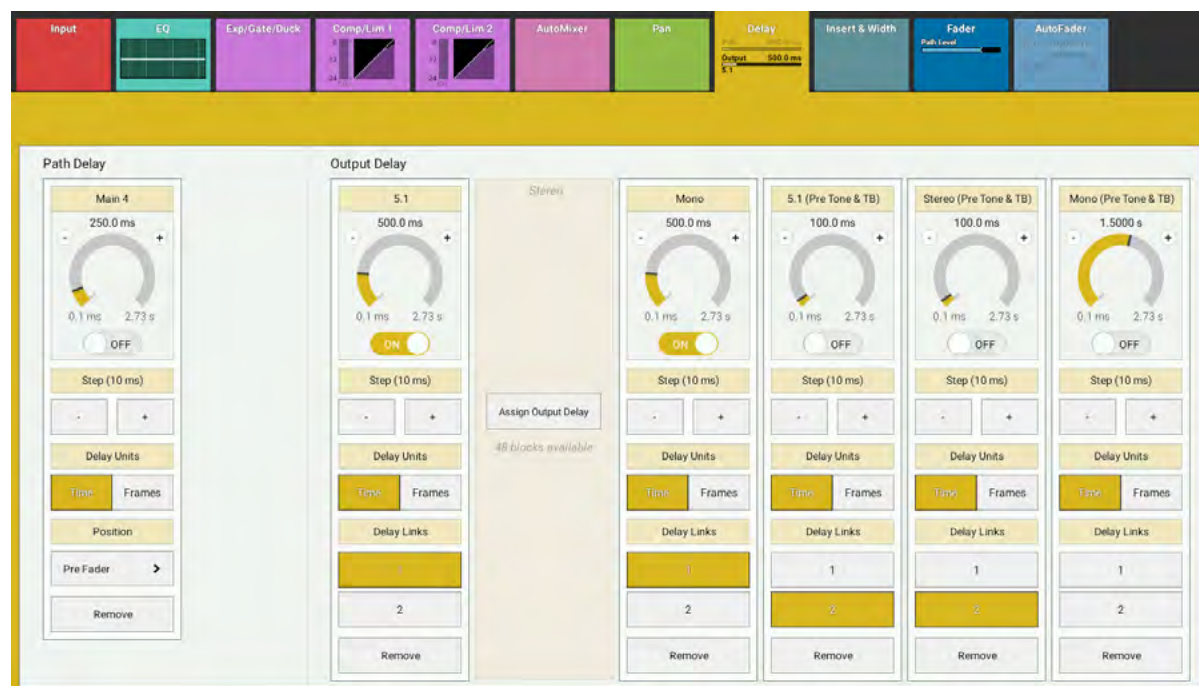 Input EQ Exp/Gate/Duck Comp/Lim 1 Comp/Lim 2 AutoMixer Pan Delay Insert & Width Fader AutoFader
Path Level
Output 500.0 ms
5.1
Path Delay Output Delay
Main 4 5.1 Stereo Mono 5.1 (Pre Tone & TB) Stereo (Pre Tone & TB) Mono (Pre Tone & TB)
250.0 ms 500.0 ms 500.0 ms 100.0 ms 100.0 ms 1.5000 s
- + - + - + - + - + - +
0.1 ms 2.73 s 0.1 ms 2.73 s 0.1 ms 2.73 s 0.1 ms 2.73 s 0.1 ms 2.73 s 0.1 ms 2.73 s
OFF ON ON OFF OFF OFF
Step (10 ms) Step (10 ms) Step (10 ms) Step (10 ms) Step (10 ms) Step (10 ms)
- + - + Assign Output Delay - + - + - + - +
48 blocks available
Delay Units Delay Units Delay Units Delay Units Delay Units Delay Units
Time Frames Time Frames Time Frames Time Frames Time Frames Time Frames
Position Delay Links Delay Links Delay Links Delay Links Delay Links
Pre Fader > 1 1 1 1 1
Remove 2 2 2 2 2
Remove Remove Remove Remove Remove